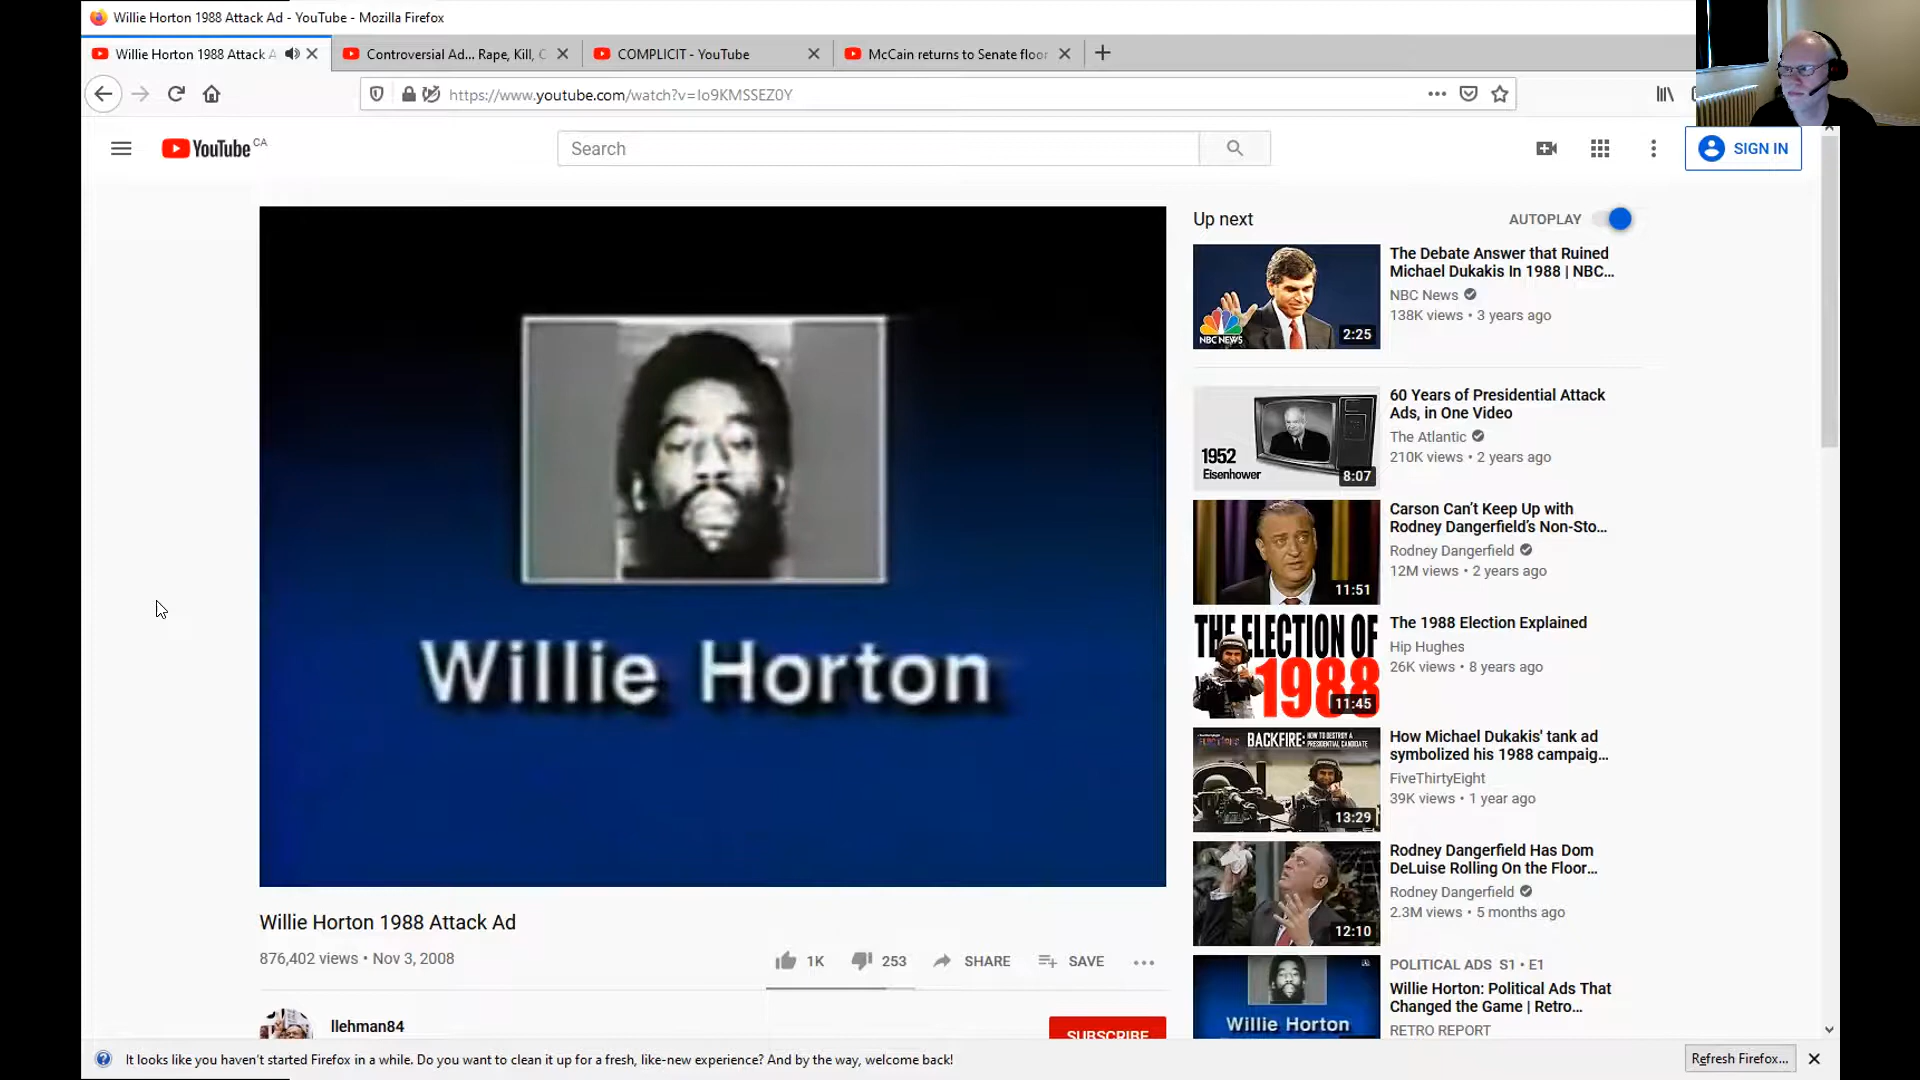 Willie Horton 1988 Attack Ad - YouTube - Mozilla Firefox
Willie Horton 1988 Attack A
Controversial Ad... Rape, Kill, C
COMPLICIT - YouTube
McCain returns to Senate floor
https://www.youtube.com/watch?v=Io9KMSSEZ0Y
YouTube CA
Search
SIGN IN
Willie Horton
Willie Horton 1988 Attack Ad
876,402 views • Nov 3, 2008
1K
253
SHARE
SAVE
llehman84
SUBSCRIBE
Up next
AUTOPLAY
NBC NEWS
2:25
The Debate Answer that Ruined
Michael Dukakis In 1988 | NBC...
NBC News
138K views • 3 years ago
1952
Eisenhower
8:07
60 Years of Presidential Attack
Ads, in One Video
The Atlantic
210K views • 2 years ago
11:51
Carson Can't Keep Up with
Rodney Dangerfield's Non-Sto...
Rodney Dangerfield
12M views • 2 years ago
THE ELECTION OF
1988
11:45
The 1988 Election Explained
Hip Hughes
26K views • 8 years ago
BACKFIRE: HOW TO DESTROY A
PRESIDENTIAL CANDIDATE
13:29
How Michael Dukakis' tank ad
symbolized his 1988 campaig...
FiveThirtyEight
39K views • 1 year ago
12:10
Rodney Dangerfield Has Dom
DeLuise Rolling On the Floor...
Rodney Dangerfield
2.3M views • 5 months ago
Willie Horton
POLITICAL ADS S1 • E1
Willie Horton: Political Ads That
Changed the Game | Retro...
RETRO REPORT
It looks like you haven't started Firefox in a while. Do you want to clean it up for a fresh, like-new experience? And by the way, welcome back!
Refresh Firefox...